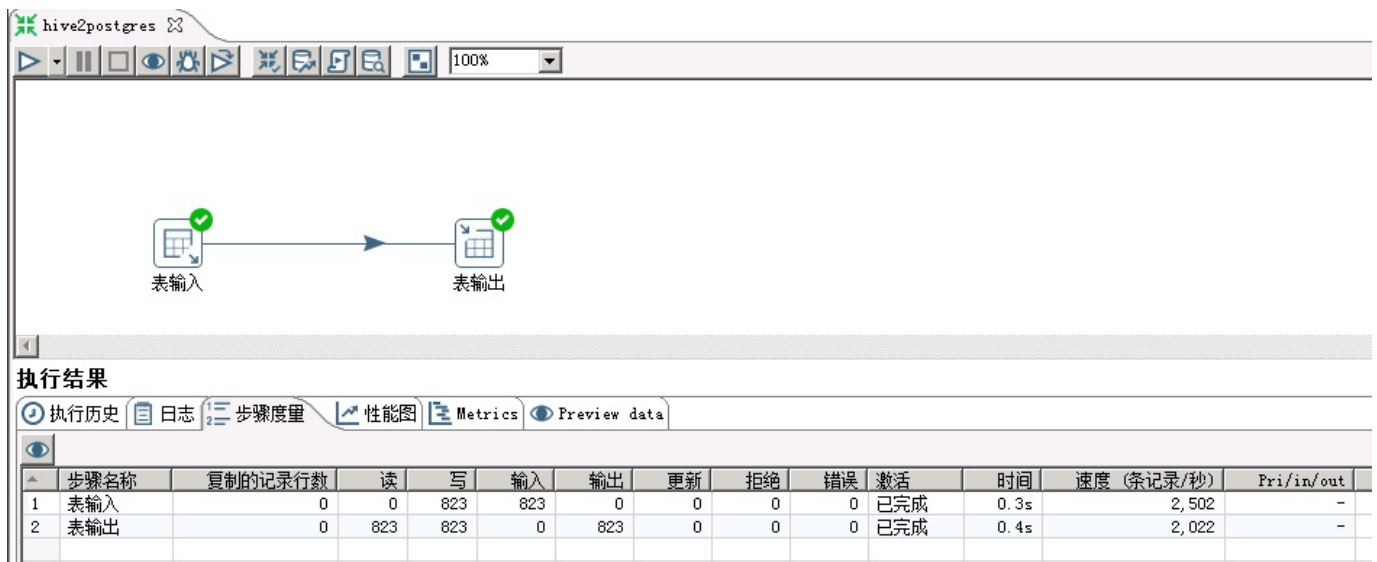 hive2postgres
100%
表输入
表输出
执行结果
执行历史 日志 步骤度量 性能图 Metrics Preview data
步骤名称 复制的记录行数 读 写 输入 输出 更新 拒绝 错误 激活 时间 速度 (条记录/秒) Pri/in/out
1 表输入 0 0 823 823 0 0 0 0 已完成 0.3s 2,502 -
2 表输出 0 823 823 0 823 0 0 0 已完成 0.4s 2,022 -